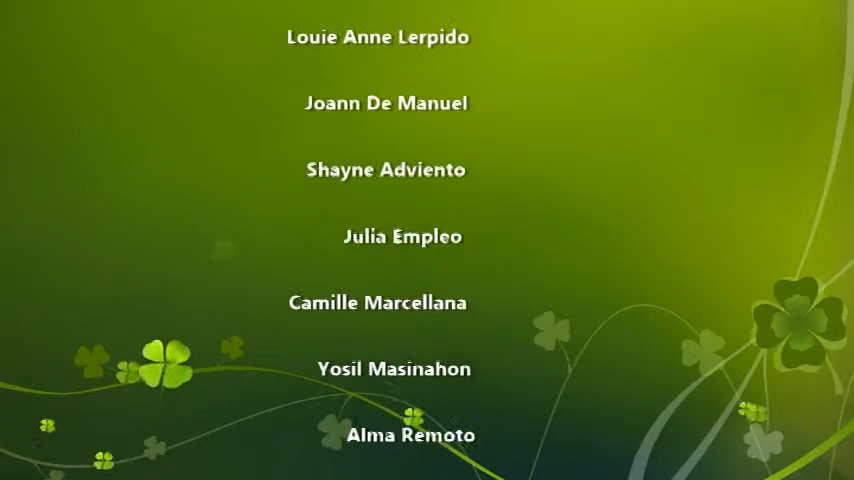 Louie Anne Lerpido
Joann De Manuel
Shayne Adviento
Julia Empleo
Camille Marcellana
Yosil Masinahon
Alma Remoto